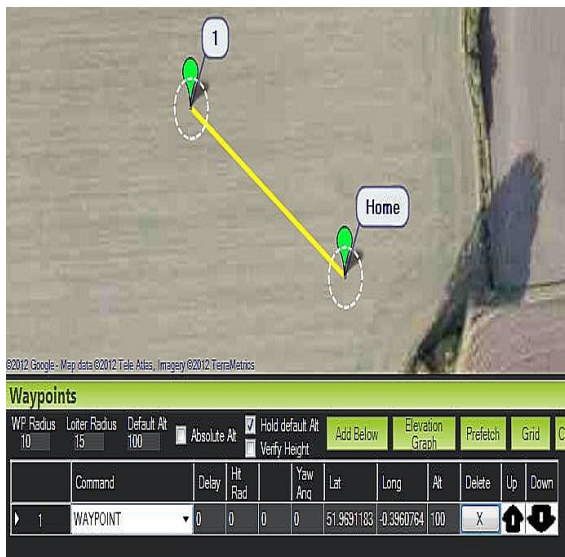 1
Home
©2012 Google - Map data ©2012 Tele Atlas, Imagery ©2012 TerraMetrics
Waypoints
WP Radius Loiter Radius Default Alt
10 15 100
Absolute Alt
Hold default Alt
Verify Height
Add Below
Elevation
Graph
Prefetch
Grid
C
Command Delay Hit Rad Yaw Ang Lat Long Alt Delete Up Down
1 WAYPOINT 0 0 0 0 51.9691183 -0.3960764 100 X